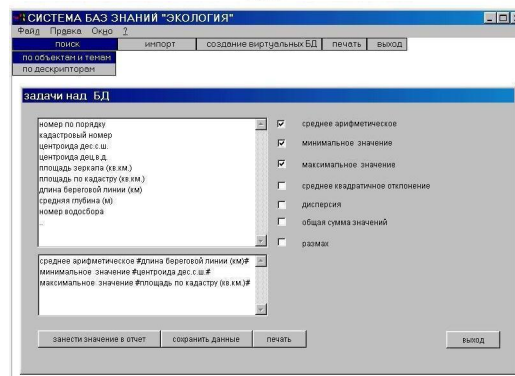 СИСТЕМА БАЗ ЗНАНИЙ "ЭКОЛОГИЯ"
Файл Правка Окно ?
поиск импорт создание виртуальных БД печать выход
по объектам и темам
по дескрипторам
задачи над БД
номер по порядку
кадастровый номер
центроида дес.с.ш.
центроида дец.в.д.
площадь зеркала (кв.км.)
площадь по кадастру (кв.км.)
длина береговой линии (км)
средняя глубина (м)
номер водосбора
среднее арифметическое
минимальное значение
максимальное значение
среднее квадратичное отклонение
дисперсия
общая сумма значений
размах
среднее арифметическое #длина береговой линии (км)#
минимальное значение #центроида дес.с.ш.#
максимальное значение #площадь по кадастру (кв.км.)#
занести значение в отчет сохранить данные печать выход